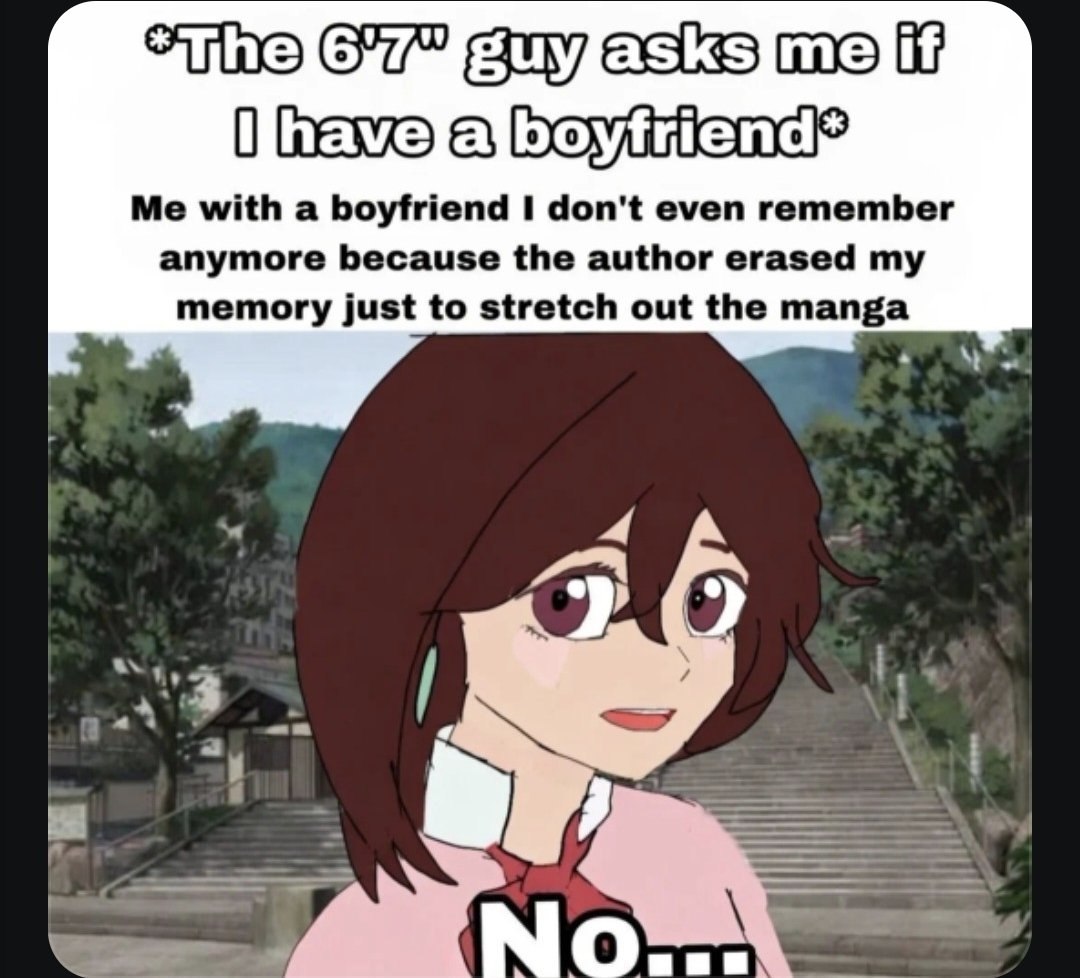 *The 6'7" guy asks me if
I have a boyfriend*
Me with a boyfriend I don't even remember
anymore because the author erased my
memory just to stretch out the manga
No...